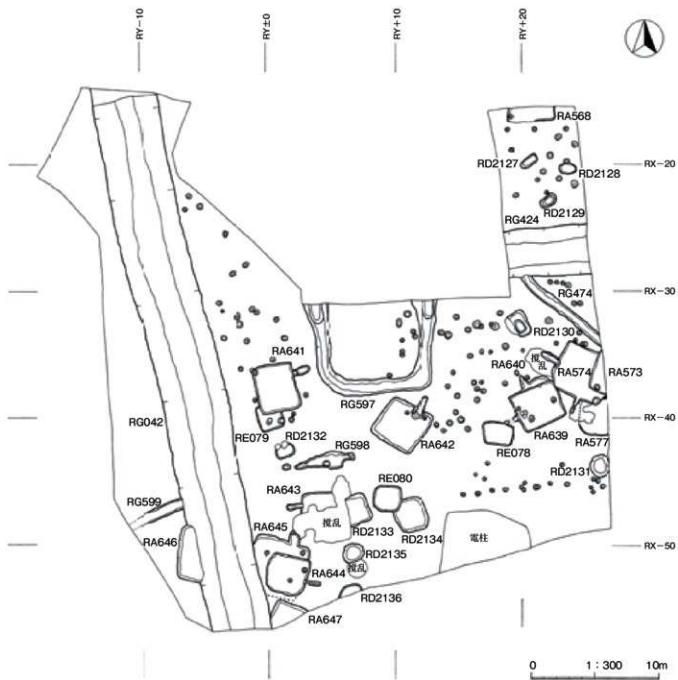 RY-10
RY±0
RY+10
RY+20
RA568
RX-20
RD2127
RD2128
RD2129
RG424
RX-30
RG474
RD2130
RA641
RA640
攪乱
RA574
RA573
RG597
RX-40
RG042
RE079
RD2132
RG598
RA642
RA639
RE078
RA577
RD2131
RE080
RA643
RG599
RA645
攪乱
RD2133
RD2134
電柱
RA646
RX-50
RD2135
攪乱
RA644
RD2136
RA647
0 1:300 10m